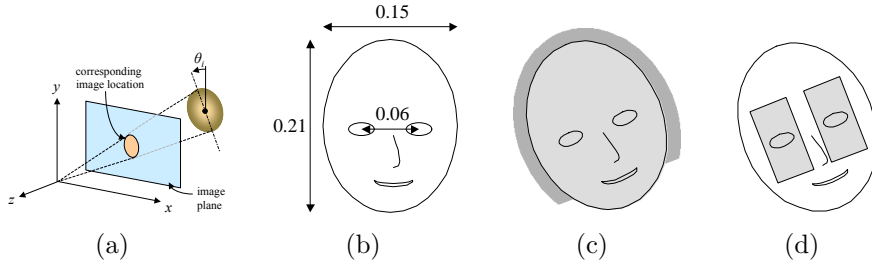 θi
y
corresponding
image location
image
plane
x
z
(a)
0.15
0.21
0.06
(b)
(c)
(d)